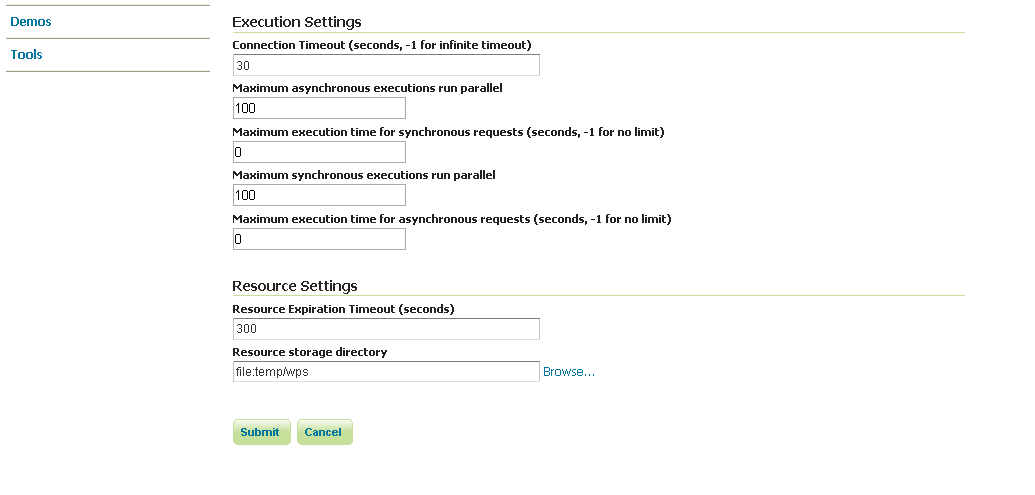 Demos
Tools
Execution Settings
Connection Timeout (seconds, -1 for infinite timeout)
30
Maximum asynchronous executions run parallel
100
Maximum execution time for synchronous requests (seconds, -1 for no limit)
0
Maximum synchronous executions run parallel
100
Maximum execution time for asynchronous requests (seconds, -1 for no limit)
0
Resource Settings
Resource Expiration Timeout (seconds)
300
Resource storage directory
file:temp/wps Browse...
Submit Cancel